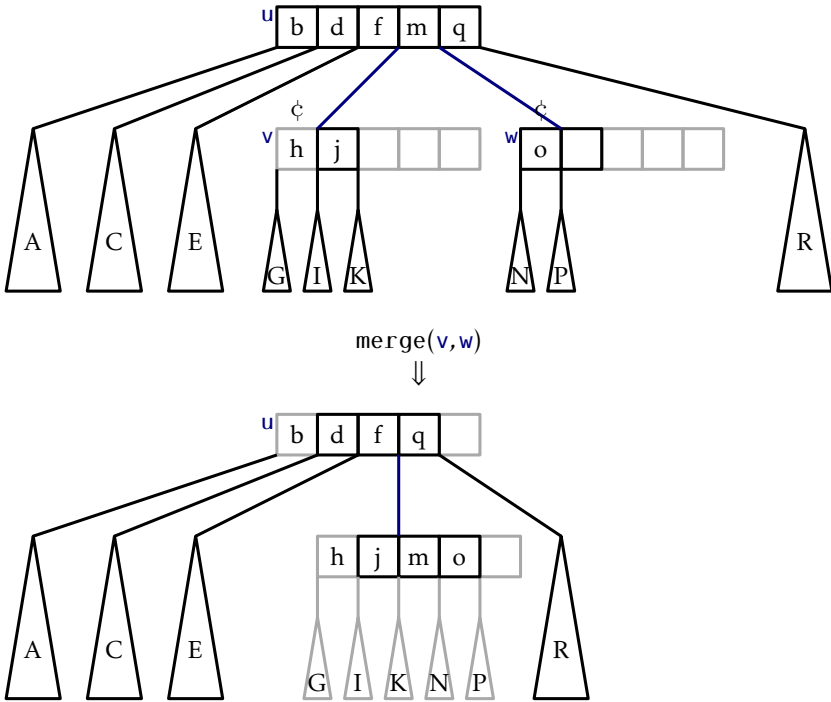 u b d f m q
¢ ¢
v h j w o
A C E G I K N P R
merge(v,w)
⇓
u b d f q
h j m o
A C E G I K N P R